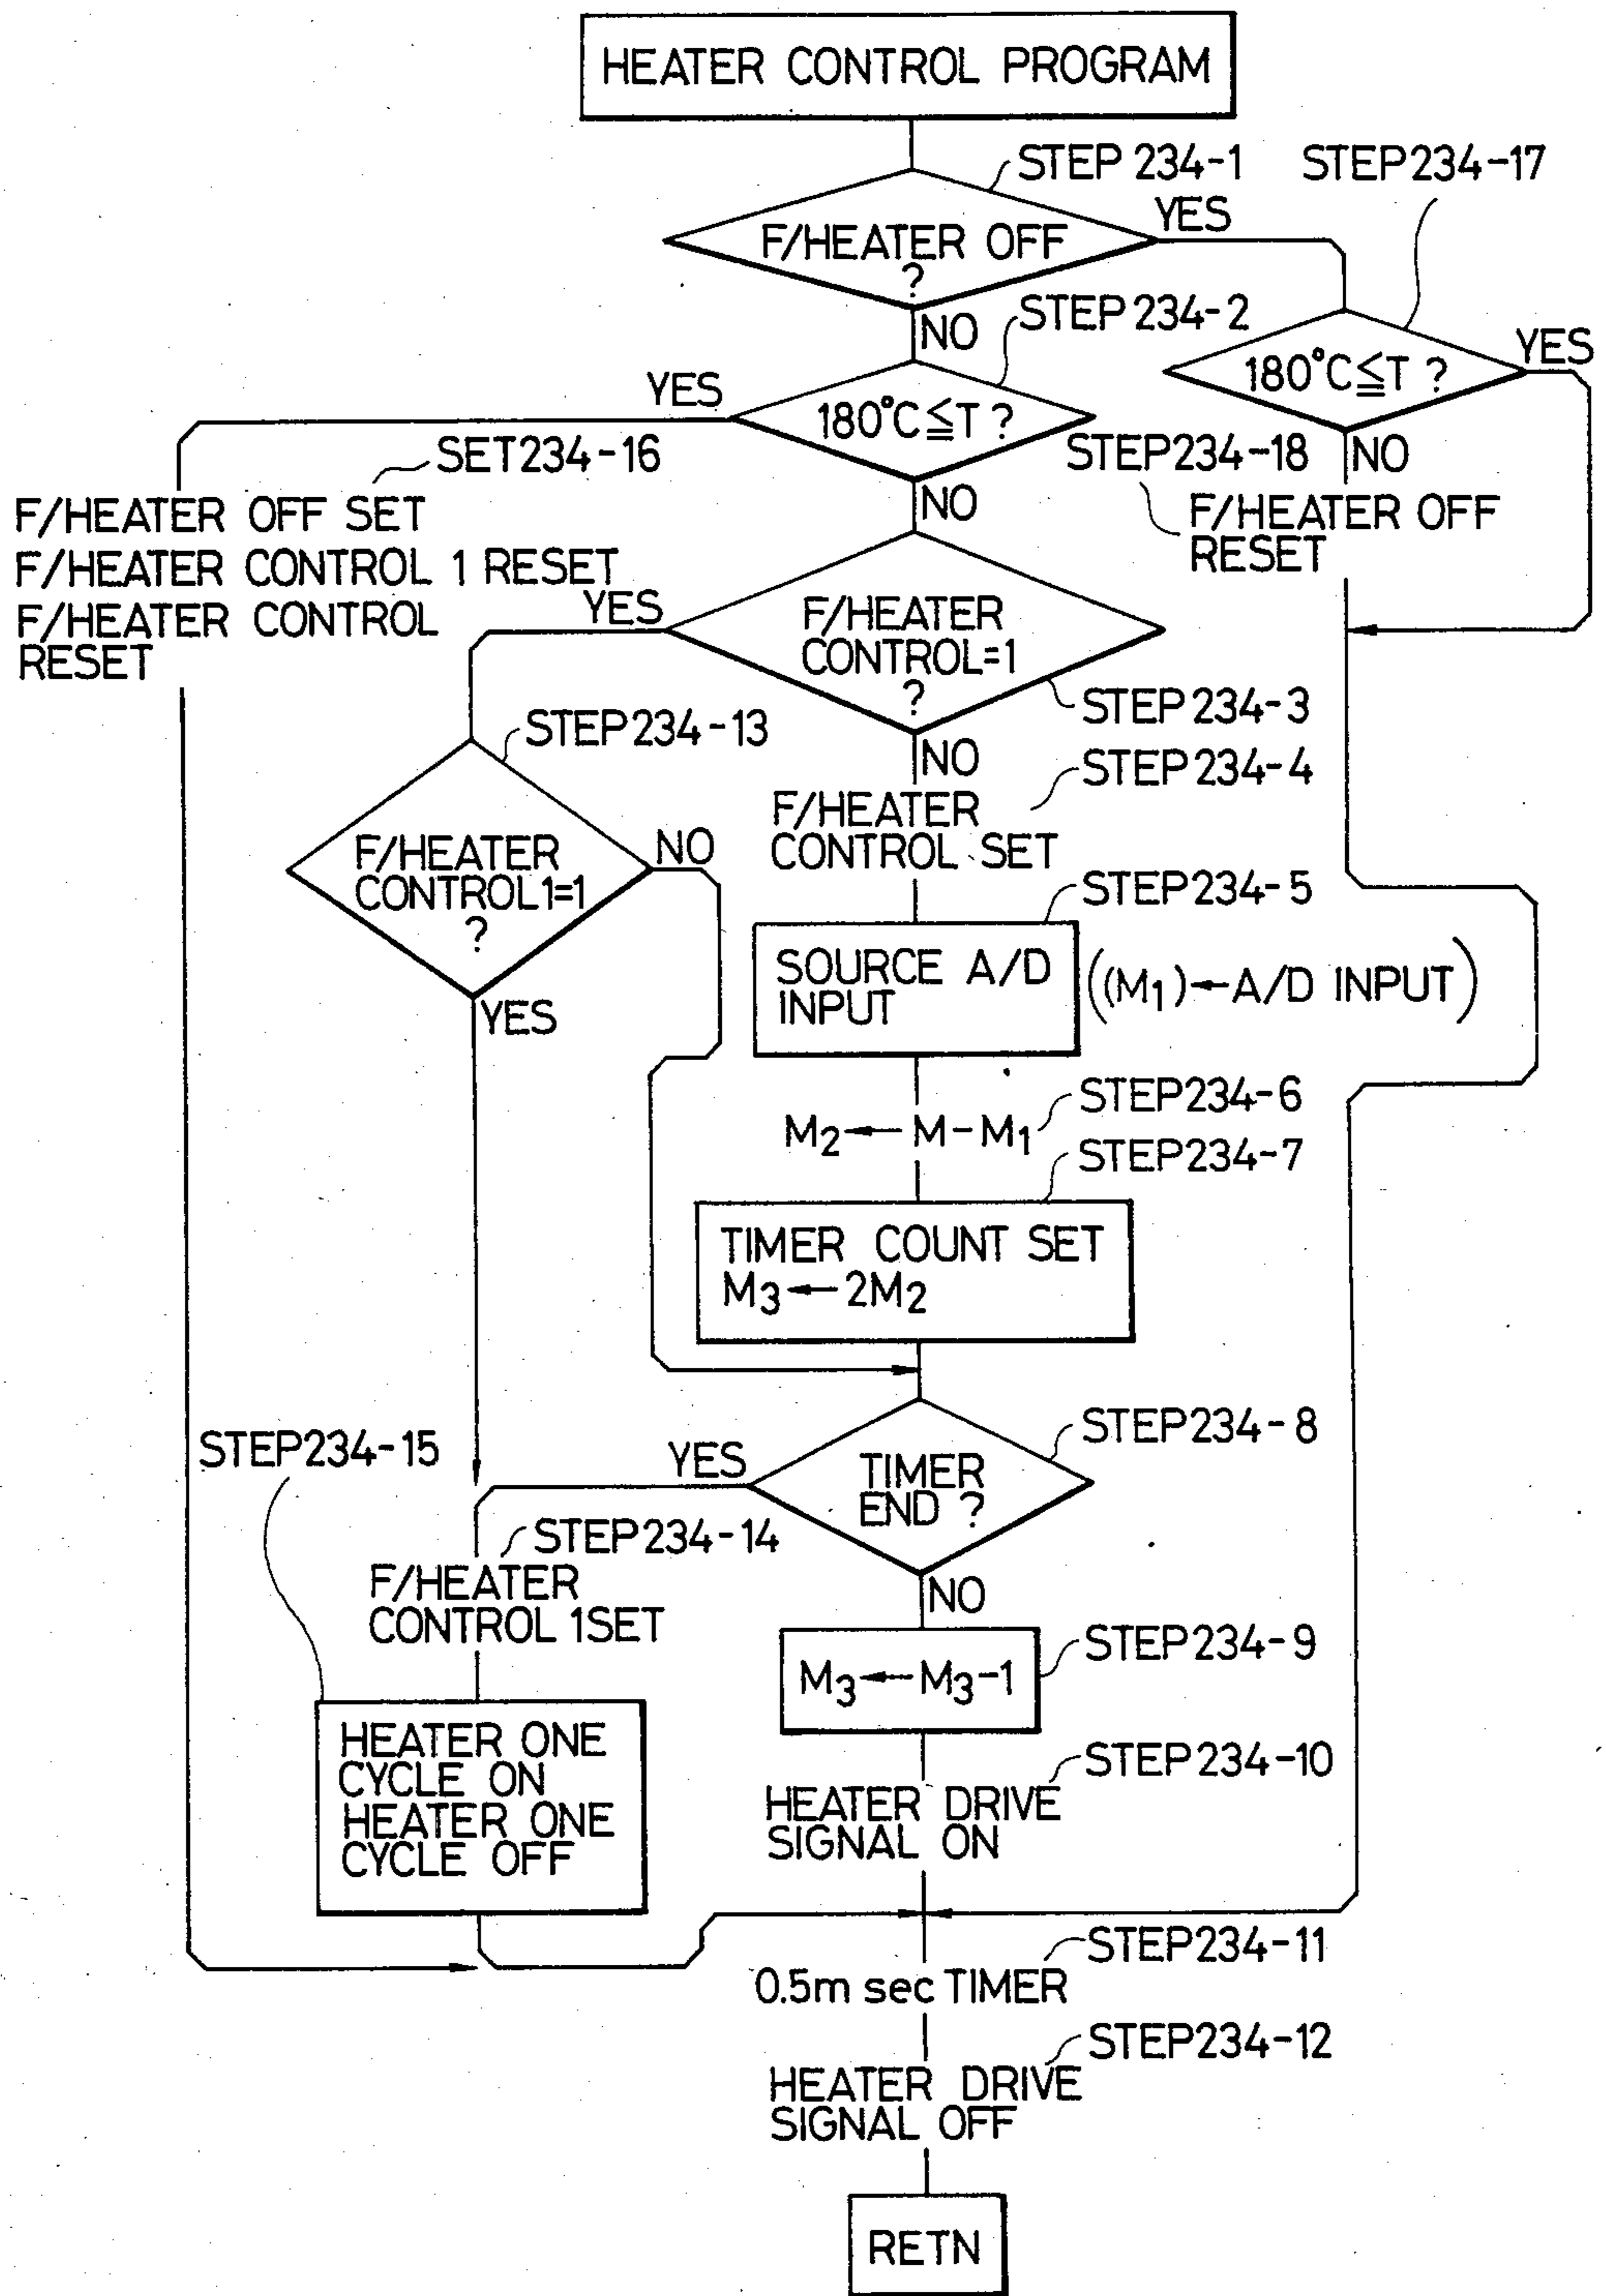 HEATER CONTROL PROGRAM
STEP 234-1
STEP234-17
YES
F/HEATER OFF
?
NO
STEP 234-2
YES
180°C≦T ?
YES
180°C≦T ?
STEP234-18
NO
SET234-16
NO
F/HEATER OFF SET
F/HEATER OFF
RESET
F/HEATER CONTROL 1 RESET
F/HEATER CONTROL
RESET
YES
F/HEATER
CONTROL=1
?
STEP234-3
STEP234-13
NO
STEP234-4
F/HEATER
CONTROL SET
F/HEATER
CONTROL1=1
?
NO
STEP234-5
SOURCE A/D
INPUT
((M1)←A/D INPUT)
YES
STEP234-6
M2← M-M1
STEP234-7
TIMER COUNT SET
M3←2M2
STEP234-8
STEP234-15
YES
TIMER
END ?
STEP234-14
F/HEATER
CONTROL 1SET
NO
STEP234-9
M3←M3-1
HEATER ONE
CYCLE ON
HEATER ONE
CYCLE OFF
STEP234-10
HEATER DRIVE
SIGNAL ON
STEP234-11
0.5m sec TIMER
STEP234-12
HEATER DRIVE
SIGNAL OFF
RETN